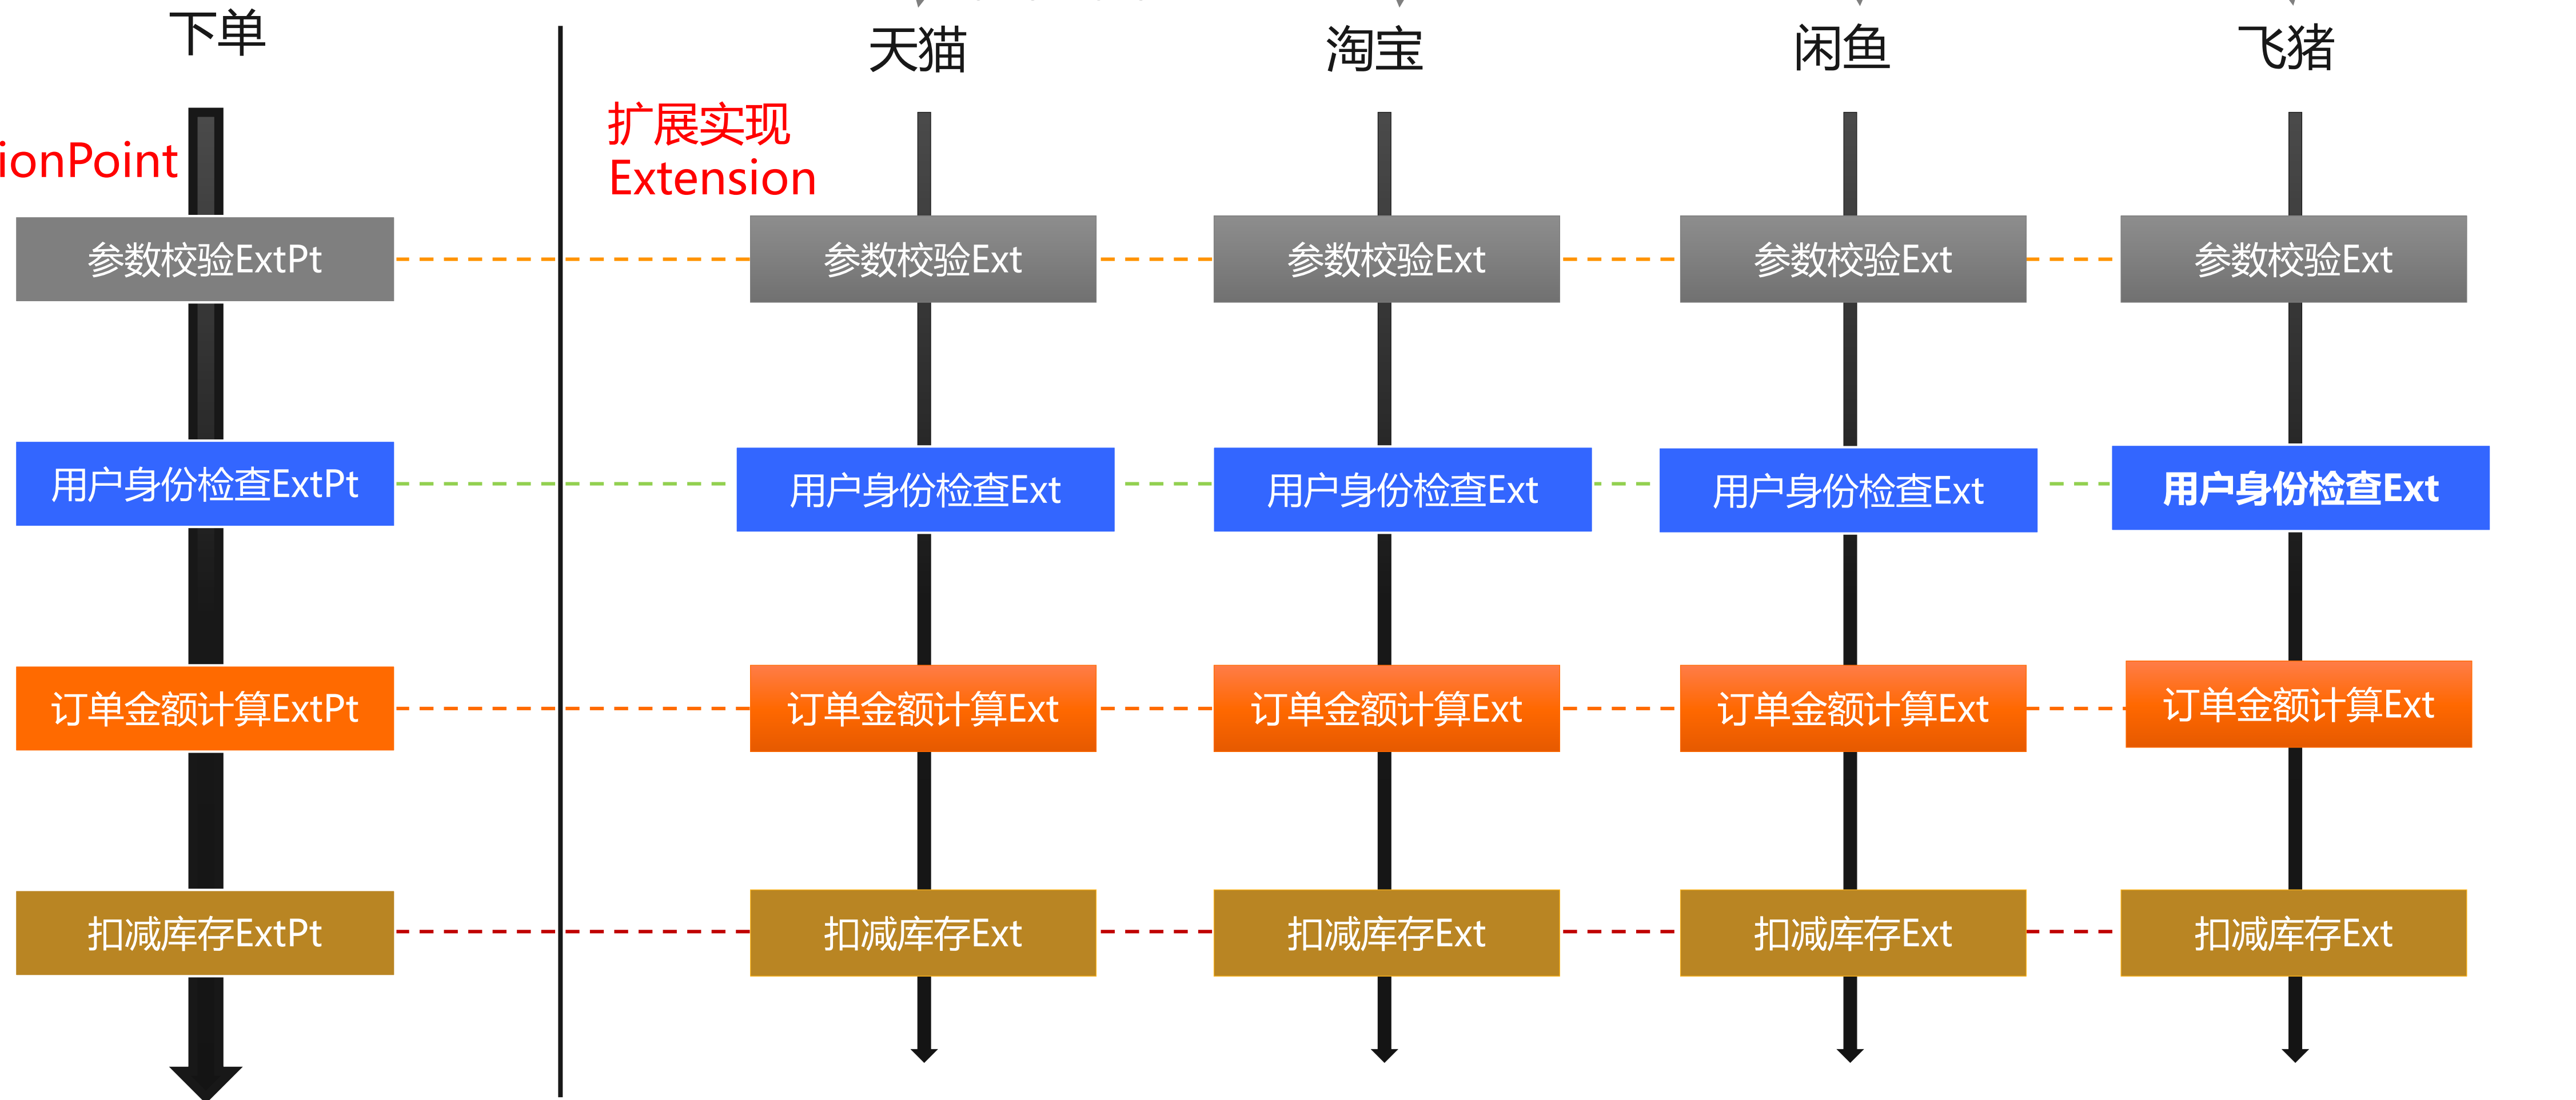 下单
天猫
淘宝
闲鱼
飞猪
ionPoint
扩展实现
Extension
参数校验ExtPt
参数校验Ext
参数校验Ext
参数校验Ext
参数校验Ext
用户身份检查ExtPt
用户身份检查Ext
用户身份检查Ext
用户身份检查Ext
用户身份检查Ext
订单金额计算ExtPt
订单金额计算Ext
订单金额计算Ext
订单金额计算Ext
订单金额计算Ext
扣减库存ExtPt
扣减库存Ext
扣减库存Ext
扣减库存Ext
扣减库存Ext